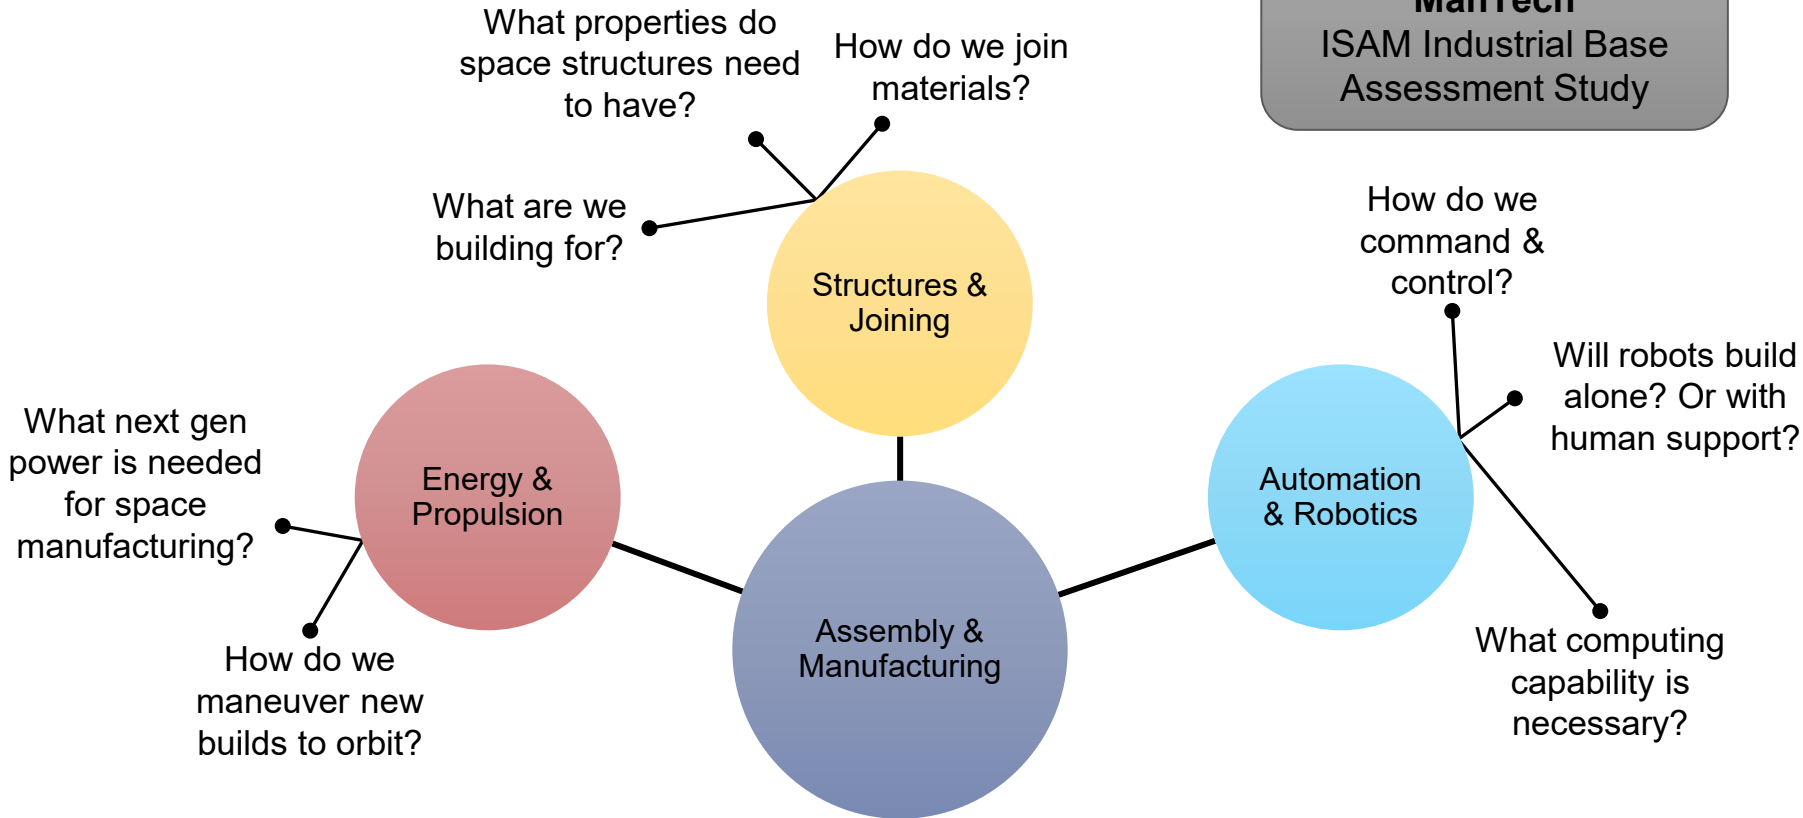 ManTech
ISAM Industrial Base
Assessment Study
What properties do
space structures need
to have?
How do we join
materials?
What are we
building for?
Structures &
Joining
How do we
command &
control?
Will robots build
alone? Or with
human support?
Automation
& Robotics
What computing
capability is
necessary?
What next gen
power is needed
for space
manufacturing?
Energy &
Propulsion
How do we
maneuver new
builds to orbit?
Assembly &
Manufacturing